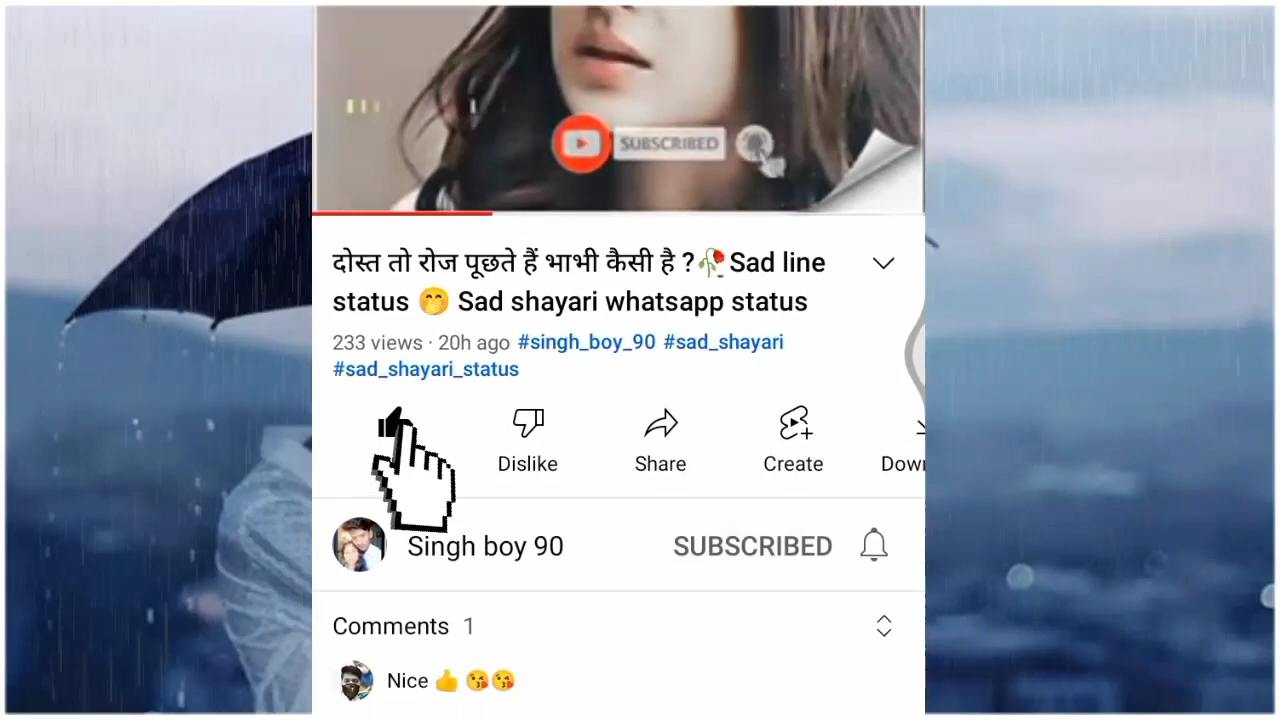 SUBSCRIBED
दोस्त तो रोज पूछते हैं भाभी कैसी है ?🥀Sad line
status 🤭 Sad shayari whatsapp status
233 views · 20h ago #singh_boy_90 #sad_shayari
#sad_shayari_status
Dislike Share Create Down
Singh boy 90 SUBSCRIBED
Comments 1
Nice 👍 😘😘